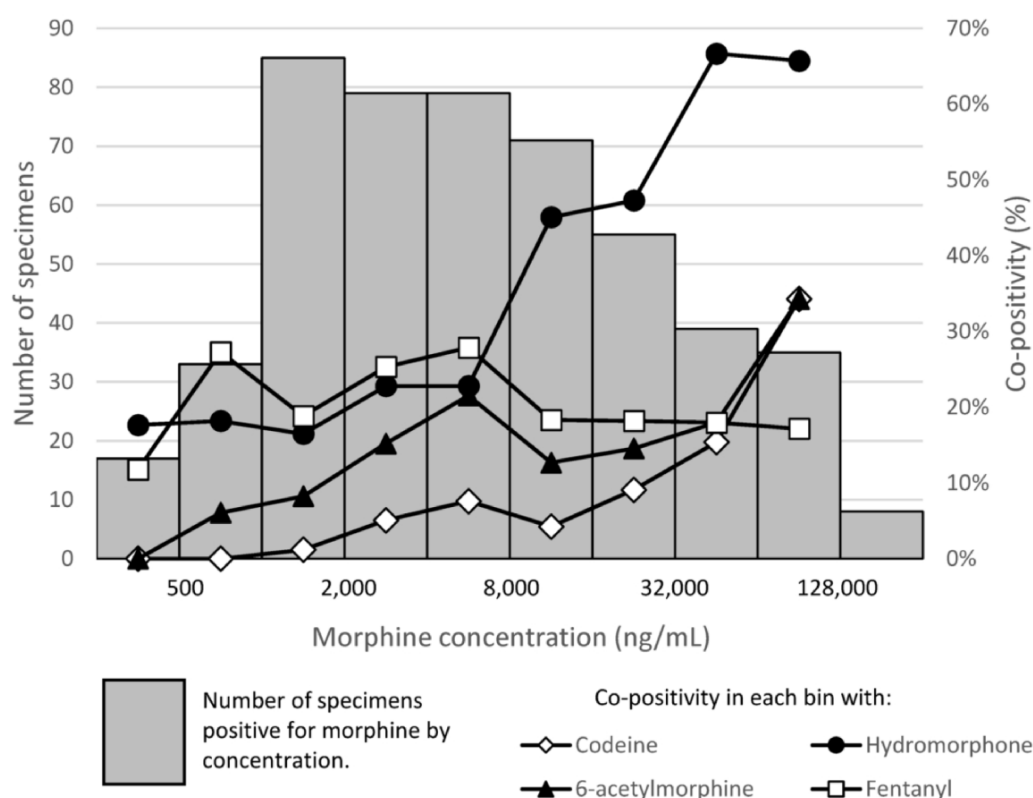 90
80
70
60
50
40
30
20
10
0
Number of specimens
70%
60%
50%
40%
30%
20%
10%
0%
Co-positivity (%)
500 2,000 8,000 32,000 128,000
Morphine concentration (ng/mL)
Number of specimens
positive for morphine by
concentration.
Co-positivity in each bin with:
Codeine Hydromorphone
6-acetylmorphine Fentanyl